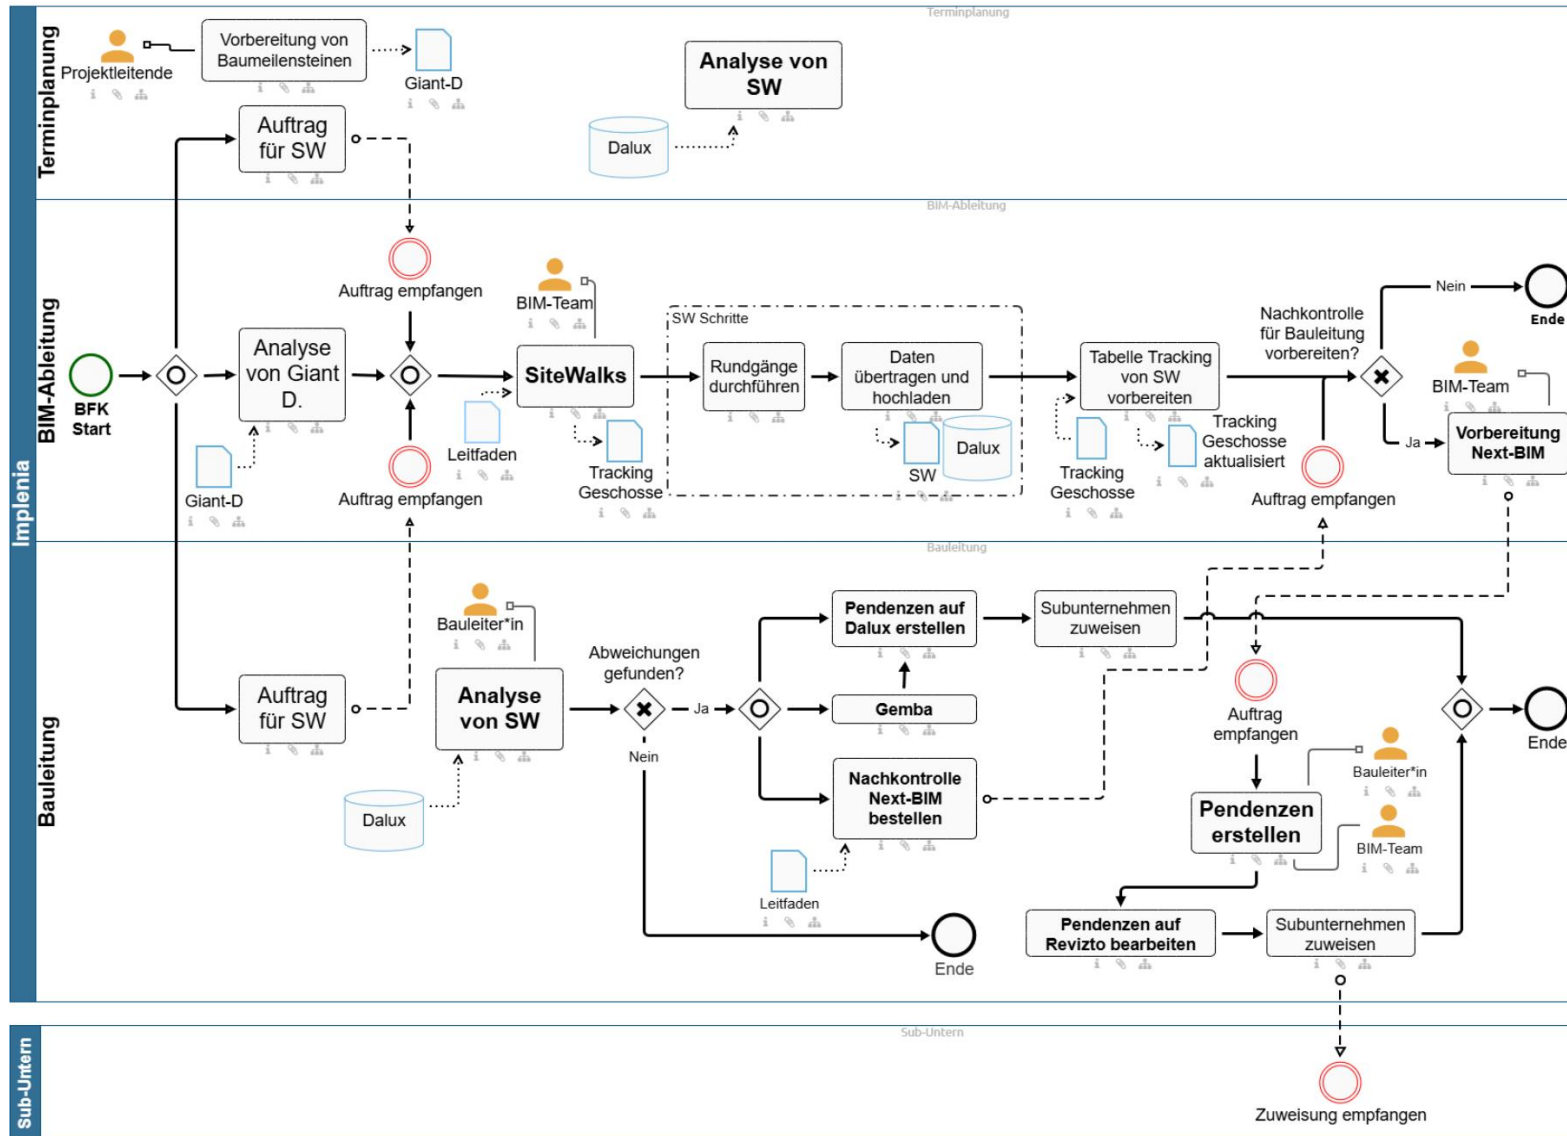 Terminplanung
Terminplanung
Projektleitende
Vorbereitung von
Baumeilensteinen
Giant-D
Analyse von
SW
Dalux
Auftrag
für SW
Implenia
BIM-Ableitung
BIM-Ableitung
Auftrag empfangen
BFK
Start
Analyse
von Giant
D.
Giant-D
Auftrag empfangen
BIM-Team
SiteWalks
Leitfaden
Tracking
Geschosse
SW Schritte
Rundgänge
durchführen
Daten
übertragen und
hochladen
SW
Dalux
Tabelle Tracking
von SW
vorbereiten
Tracking
Geschosse
Tracking
Geschosse
aktualisiert
Nachkontrolle
für Bauleitung
vorbereiten?
Auftrag empfangen
Nein
Ende
Ja
BIM-Team
Vorbereitung
Next-BIM
Bauleitung
Bauleitung
Auftrag
für SW
Bauleiter*in
Analyse
von SW
Dalux
Abweichungen
gefunden?
Ja
Nein
Pendenzen auf
Dalux erstellen
Subunternehmen
zuweisen
Gemba
Nachkontrolle
Next-BIM
bestellen
Leitfaden
Ende
Auftrag
empfangen
Pendenzen
erstellen
Bauleiter*in
BIM-Team
Ende
Pendenzen auf
Revizto bearbeiten
Subunternehmen
zuweisen
Sub-Untern
Sub-Untern
Zuweisung empfangen